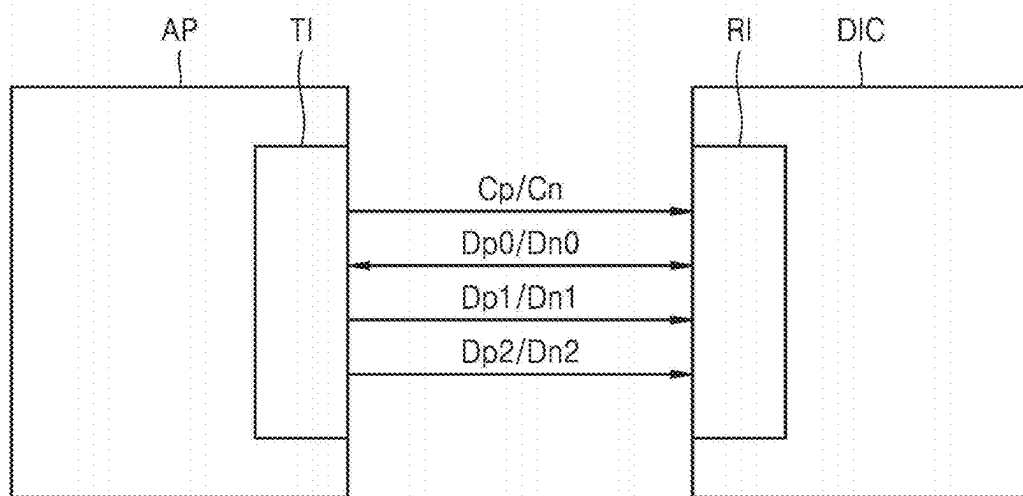 AP TI RI DIC
Cp/Cn
Dp0/Dn0
Dp1/Dn1
Dp2/Dn2